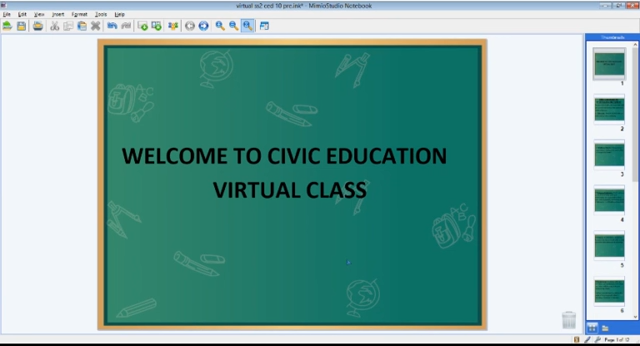 virtual ss2 ced 10 pre.ink* - MimioStudio Notebook
File Edit View Insert Format Tools Help
Thumbnails
WELCOME TO CIVIC EDUCATION
VIRTUAL CLASS
1
2
3
4
5
6
Page 1 of 12